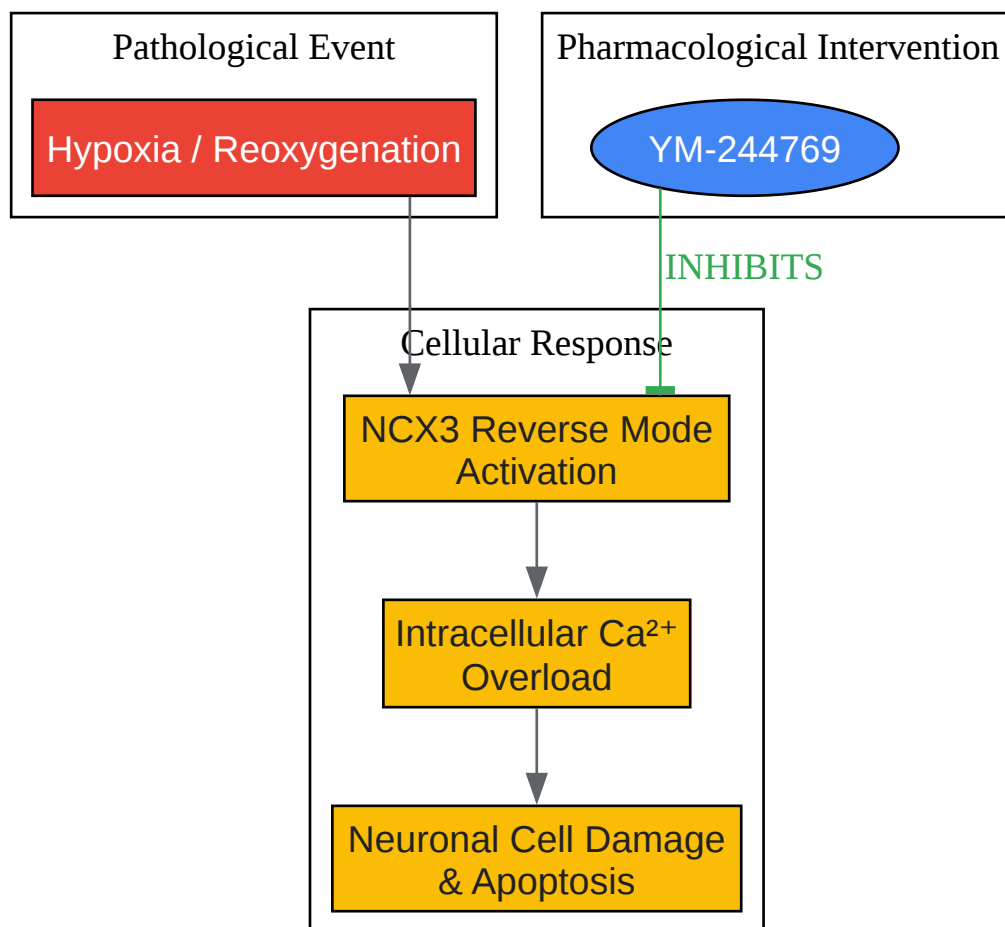 Pathological Event
Pharmacological Intervention
Hypoxia / Reoxygenation
YM-244769
INHIBITS
Cellular Response
NCX3 Reverse Mode
Activation
Intracellular Ca²⁺
Overload
Neuronal Cell Damage
& Apoptosis